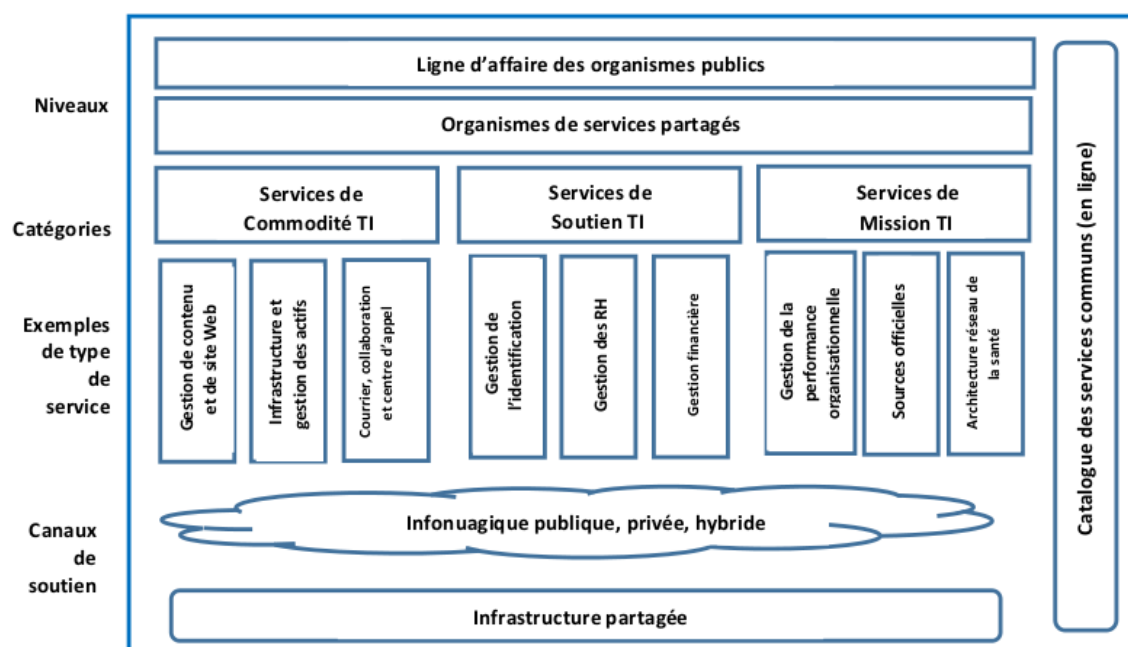 Ligne d'affaire des organismes publics
Niveaux
Organismes de services partagés
Catégories
Services de
Commodité TI
Services de
Soutien TI
Services de
Mission TI
Exemples
de type
de
service
Gestion de contenu
et de site Web
Infrastructure et
gestion des actifs
Courrier, collaboration
et centre d'appel
Gestion de
l'identification
Gestion des RH
Gestion financière
Gestion de la
performance
organisationnelle
Sources officielles
Architecture réseau de
la santé
Canaux
de
soutien
Infonuagique publique, privée, hybride
Infrastructure partagée
Catalogue des services communs (en ligne)